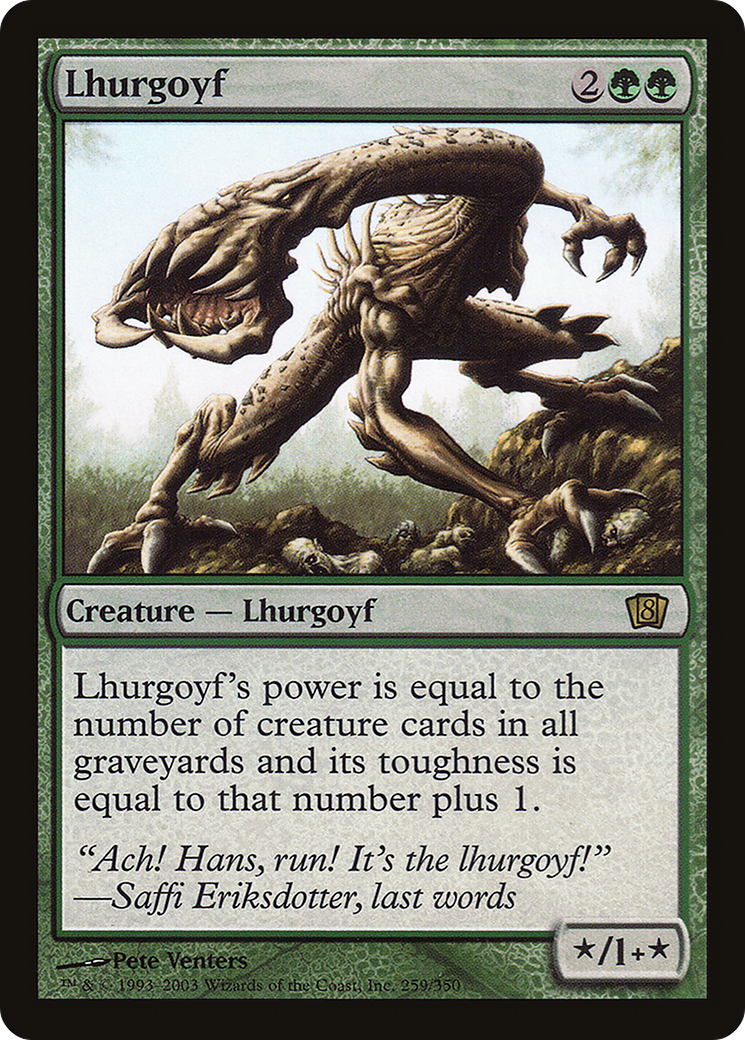 Lhurgoyf 2
Creature — Lhurgoyf 8
Lhurgoyf's power is equal to the
number of creature cards in all
graveyards and its toughness is
equal to that number plus 1.
“Ach! Hans, run! It's the lhurgoyf!”
—Saffi Eriksdotter, last words
★/1+★
Pete Venters
™ & © 1993–2003 Wizards of the Coast, Inc. 259/350